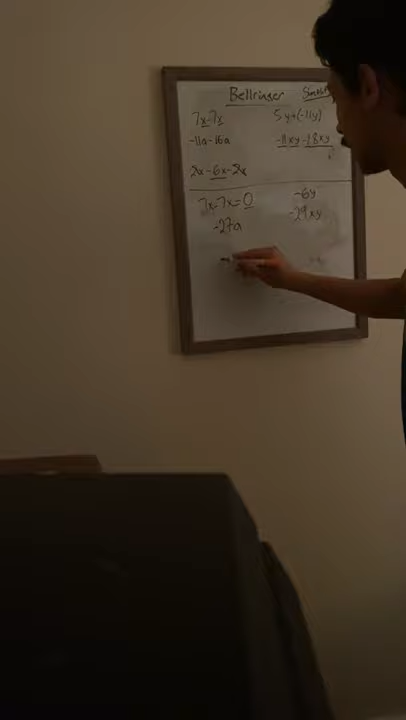 Bellringer
7x-7x 5y+(-11y)
-11a-16a -11xy-18xy
2x-6x-2x
7x-7x=0 -6y
-27a -29xy